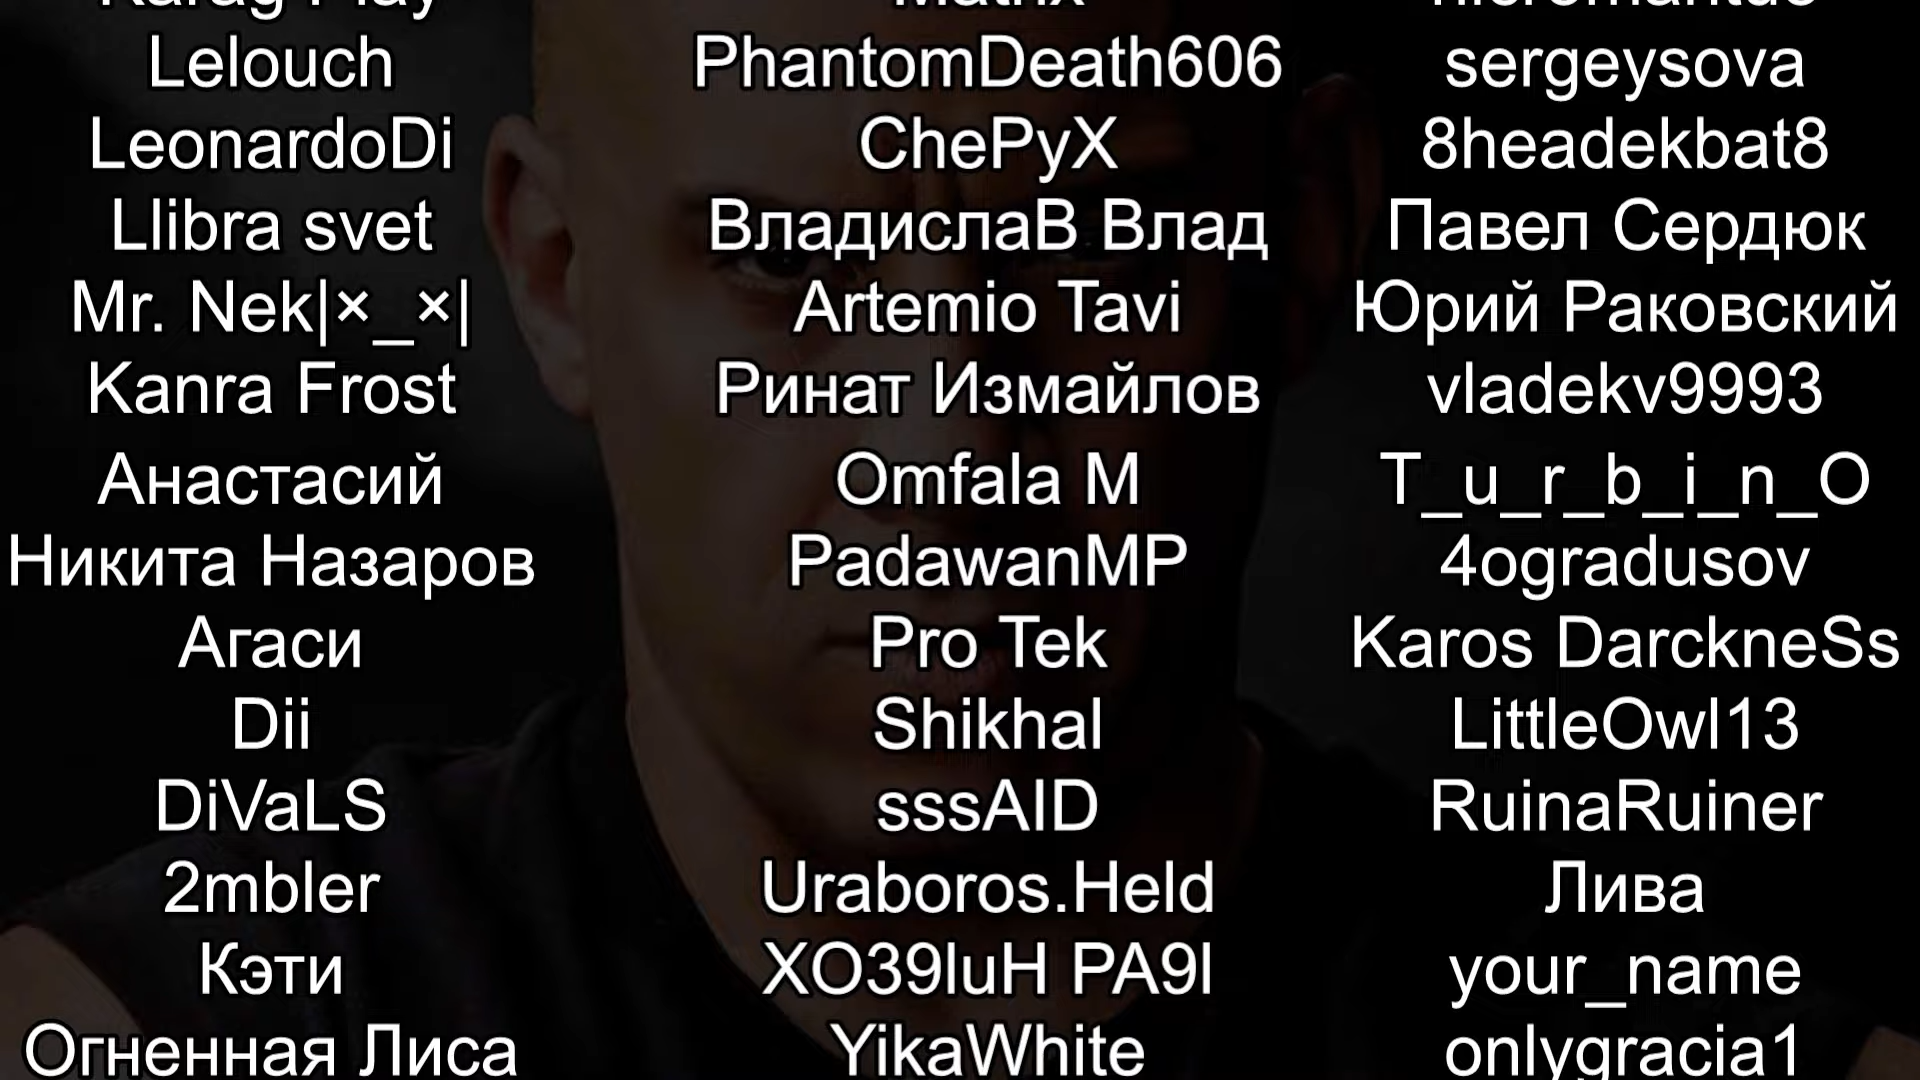 Lelouch
LeonardoDi
Llibra svet
Mr. Nek|×_×|
Kanra Frost
Анастасий
Никита Назаров
Агаси
Dii
DiVaLS
2mbler
Кэти
Огненная Лиса
PhantomDeath606
ChePyX
ВладислаВ Влад
Artemio Tavi
Ринат Измайлов
Omfala M
PadawanMP
Pro Tek
Shikhal
sssAID
Uraboros.Held
XO39luH PA9l
YikaWhite
sergeysova
8headekbat8
Павел Сердюк
Юрий Раковский
vladekv9993
T_u_r_b_i_n_O
4ogradusov
Karos DarckneSs
LittleOwl13
RuinaRuiner
Лива
your_name
onlygracia1